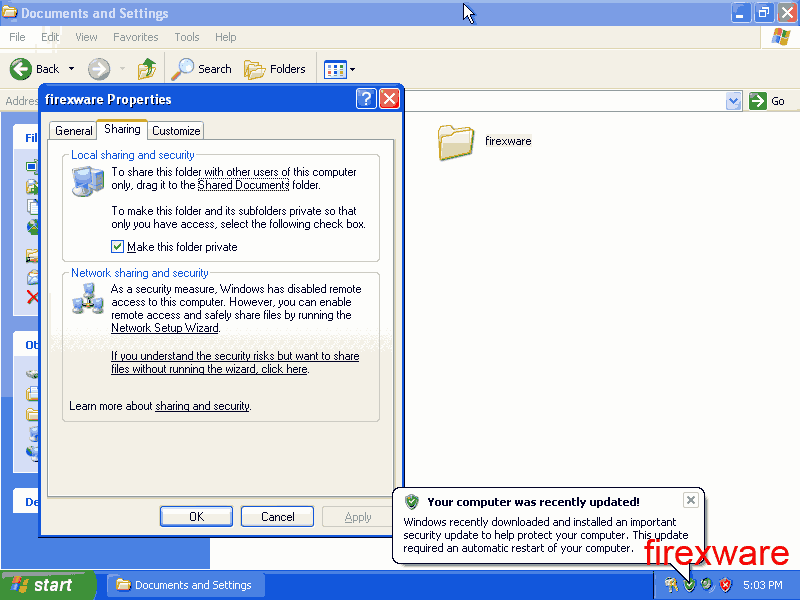 Documents and Settings
File Edit View Favorites Tools Help
Back Search Folders
Addres
Go
firexware Properties
General Sharing Customize
Local sharing and security
To share this folder with other users of this computer
only, drag it to the Shared Documents folder.
To make this folder and its subfolders private so that
only you have access, select the following check box.
Make this folder private
Network sharing and security
As a security measure, Windows has disabled remote
access to this computer. However, you can enable
remote access and safely share files by running the
Network Setup Wizard.
If you understand the security risks but want to share
files without running the wizard, click here.
Learn more about sharing and security.
OK Cancel Apply
Fil
Ot
De
firexware
Your computer was recently updated!
Windows recently downloaded and installed an important
security update to help protect your computer. This update
required an automatic restart of your computer.
firexware
start Documents and Settings 5:03 PM